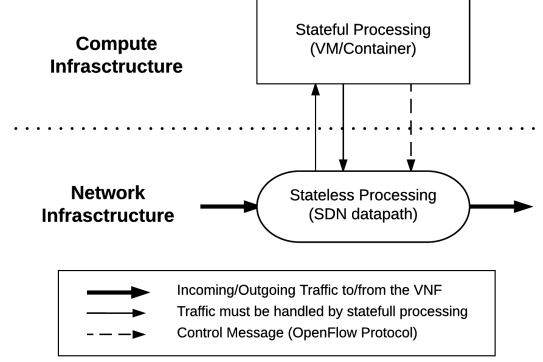 Stateful Processing
(VM/Container)
Compute
Infrasctructure
Network
Infrasctructure
Stateless Processing
(SDN datapath)
Incoming/Outgoing Traffic to/from the VNF
Traffic must be handled by statefull processing
Control Message (OpenFlow Protocol)